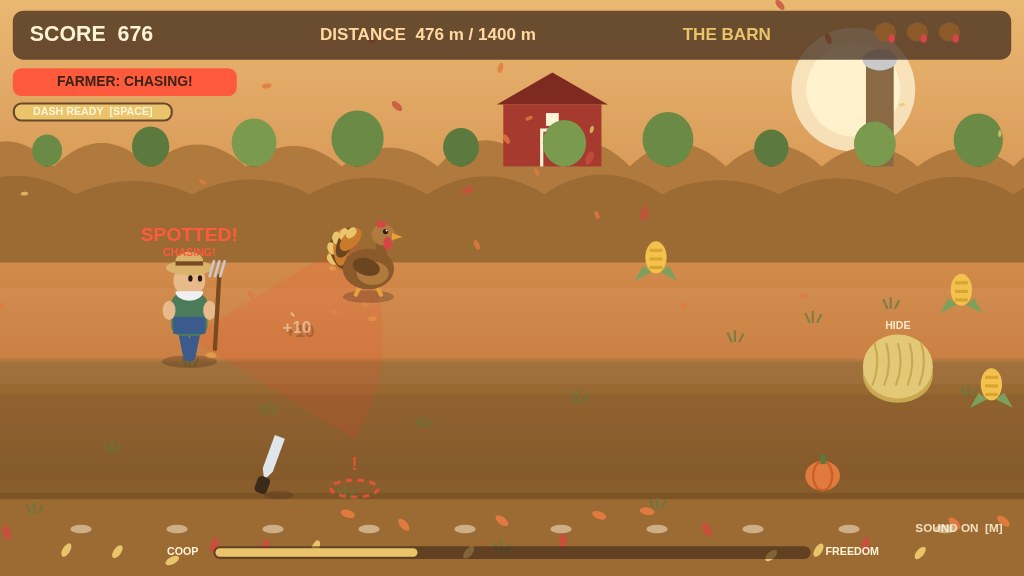 SCORE 676
DISTANCE 476 m / 1400 m
THE BARN
FARMER: CHASING!
DASH READY [SPACE]
SPOTTED!
CHASING!
+10
+10
HIDE
!
SOUND ON [M]
COOP
FREEDOM